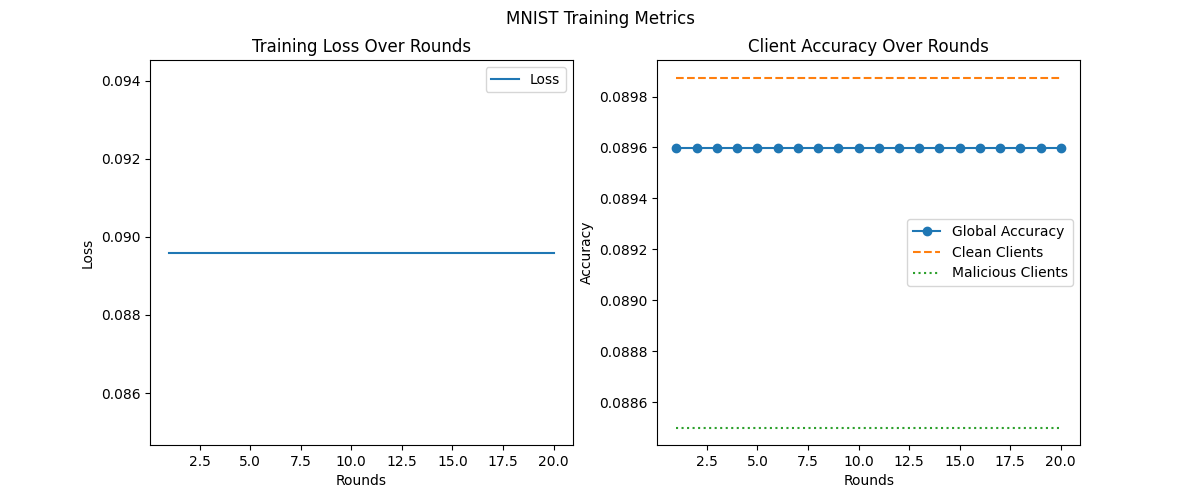 MNIST Training Metrics
Training Loss Over Rounds
Loss
0.094
0.092
0.090
0.088
0.086
Loss
2.5 5.0 7.5 10.0 12.5 15.0 17.5 20.0
Rounds
Client Accuracy Over Rounds
0.0898
0.0896
0.0894
0.0892
0.0890
0.0888
0.0886
Accuracy
Global Accuracy
Clean Clients
Malicious Clients
2.5 5.0 7.5 10.0 12.5 15.0 17.5 20.0
Rounds